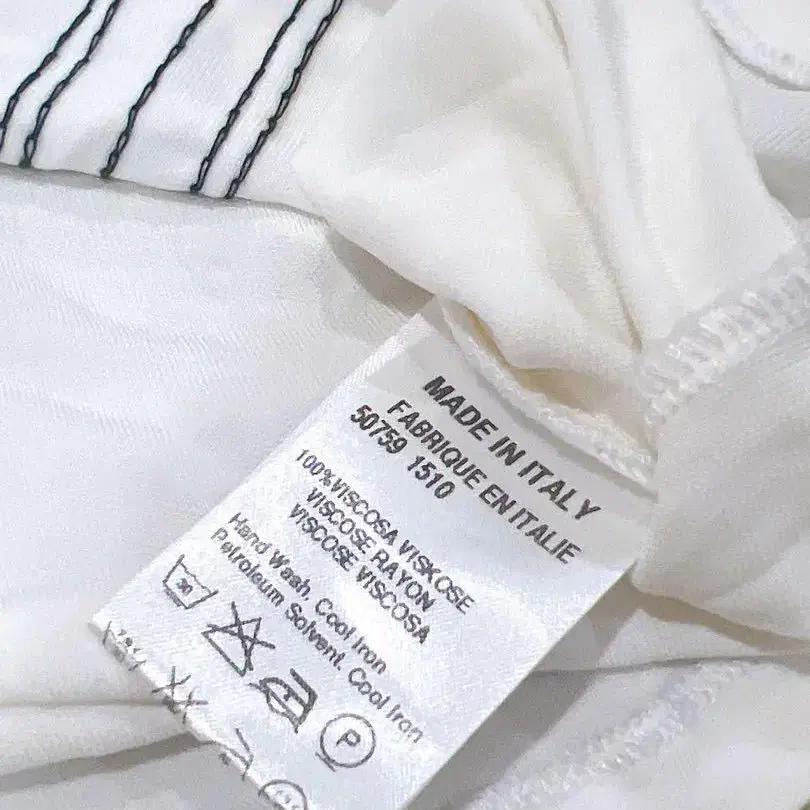 MADE IN ITALY
FABRIQUE EN ITALIE
50759 1510
100%VISCOSA VISKOSE
VISCOSE RAYON
VISCOSE VISCOSA
Hand Wash, Cool Iron
Petroleum Solvent. Cool Iron
30
P